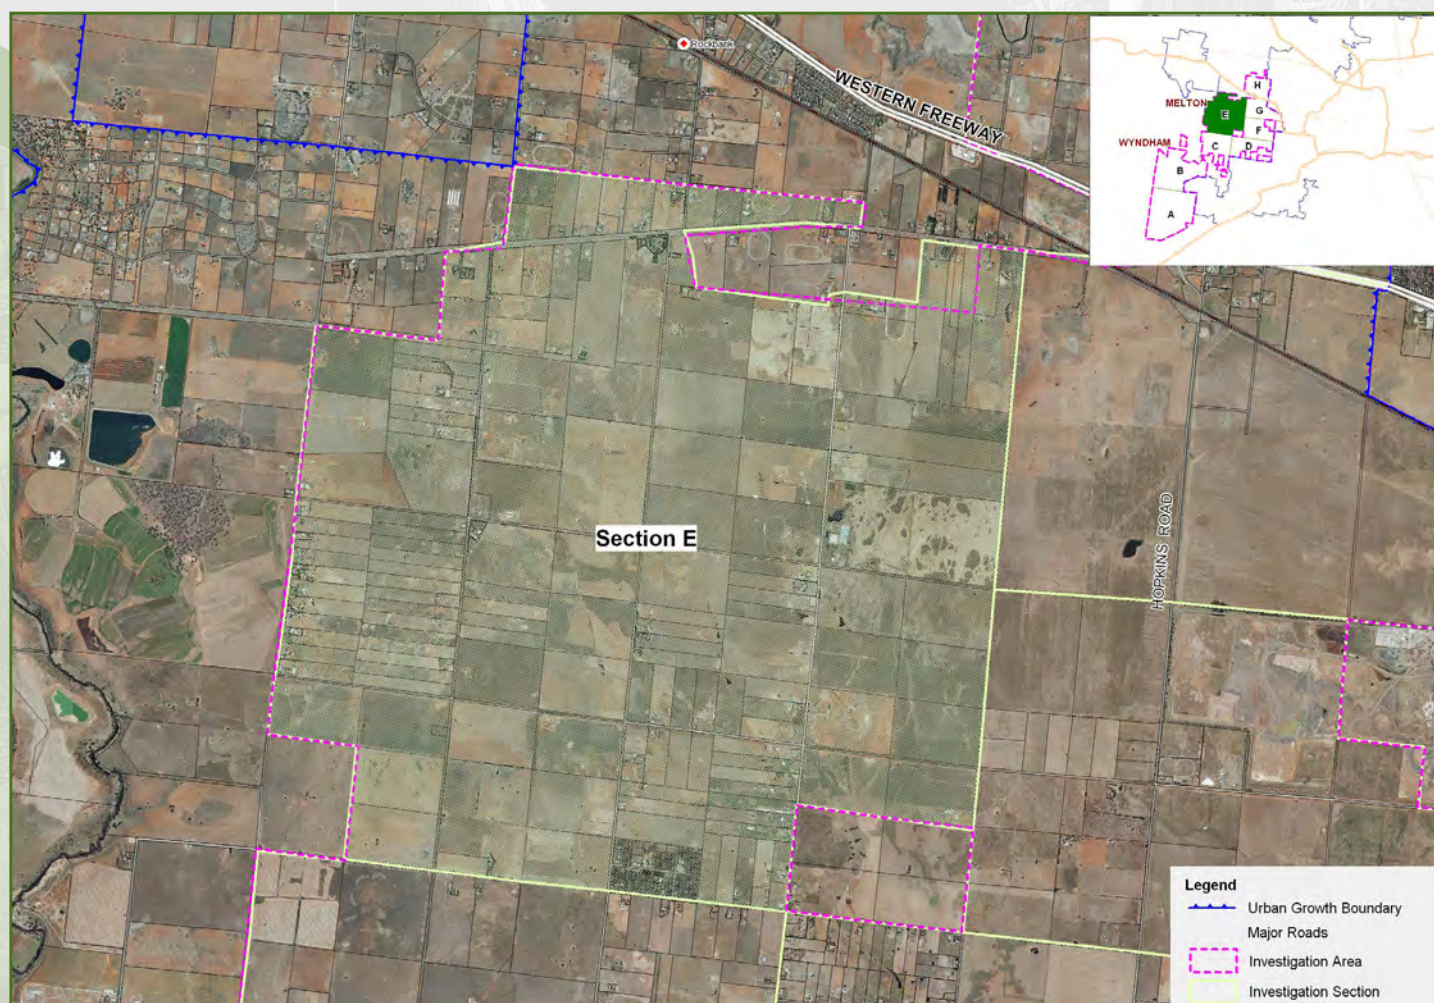 Rockbank
WESTERN FREEWAY
H
MELTON
E
G
F
WYNDHAM
C
D
B
A
Section E
HOPKINS ROAD
Legend
Urban Growth Boundary
Major Roads
Investigation Area
Investigation Section